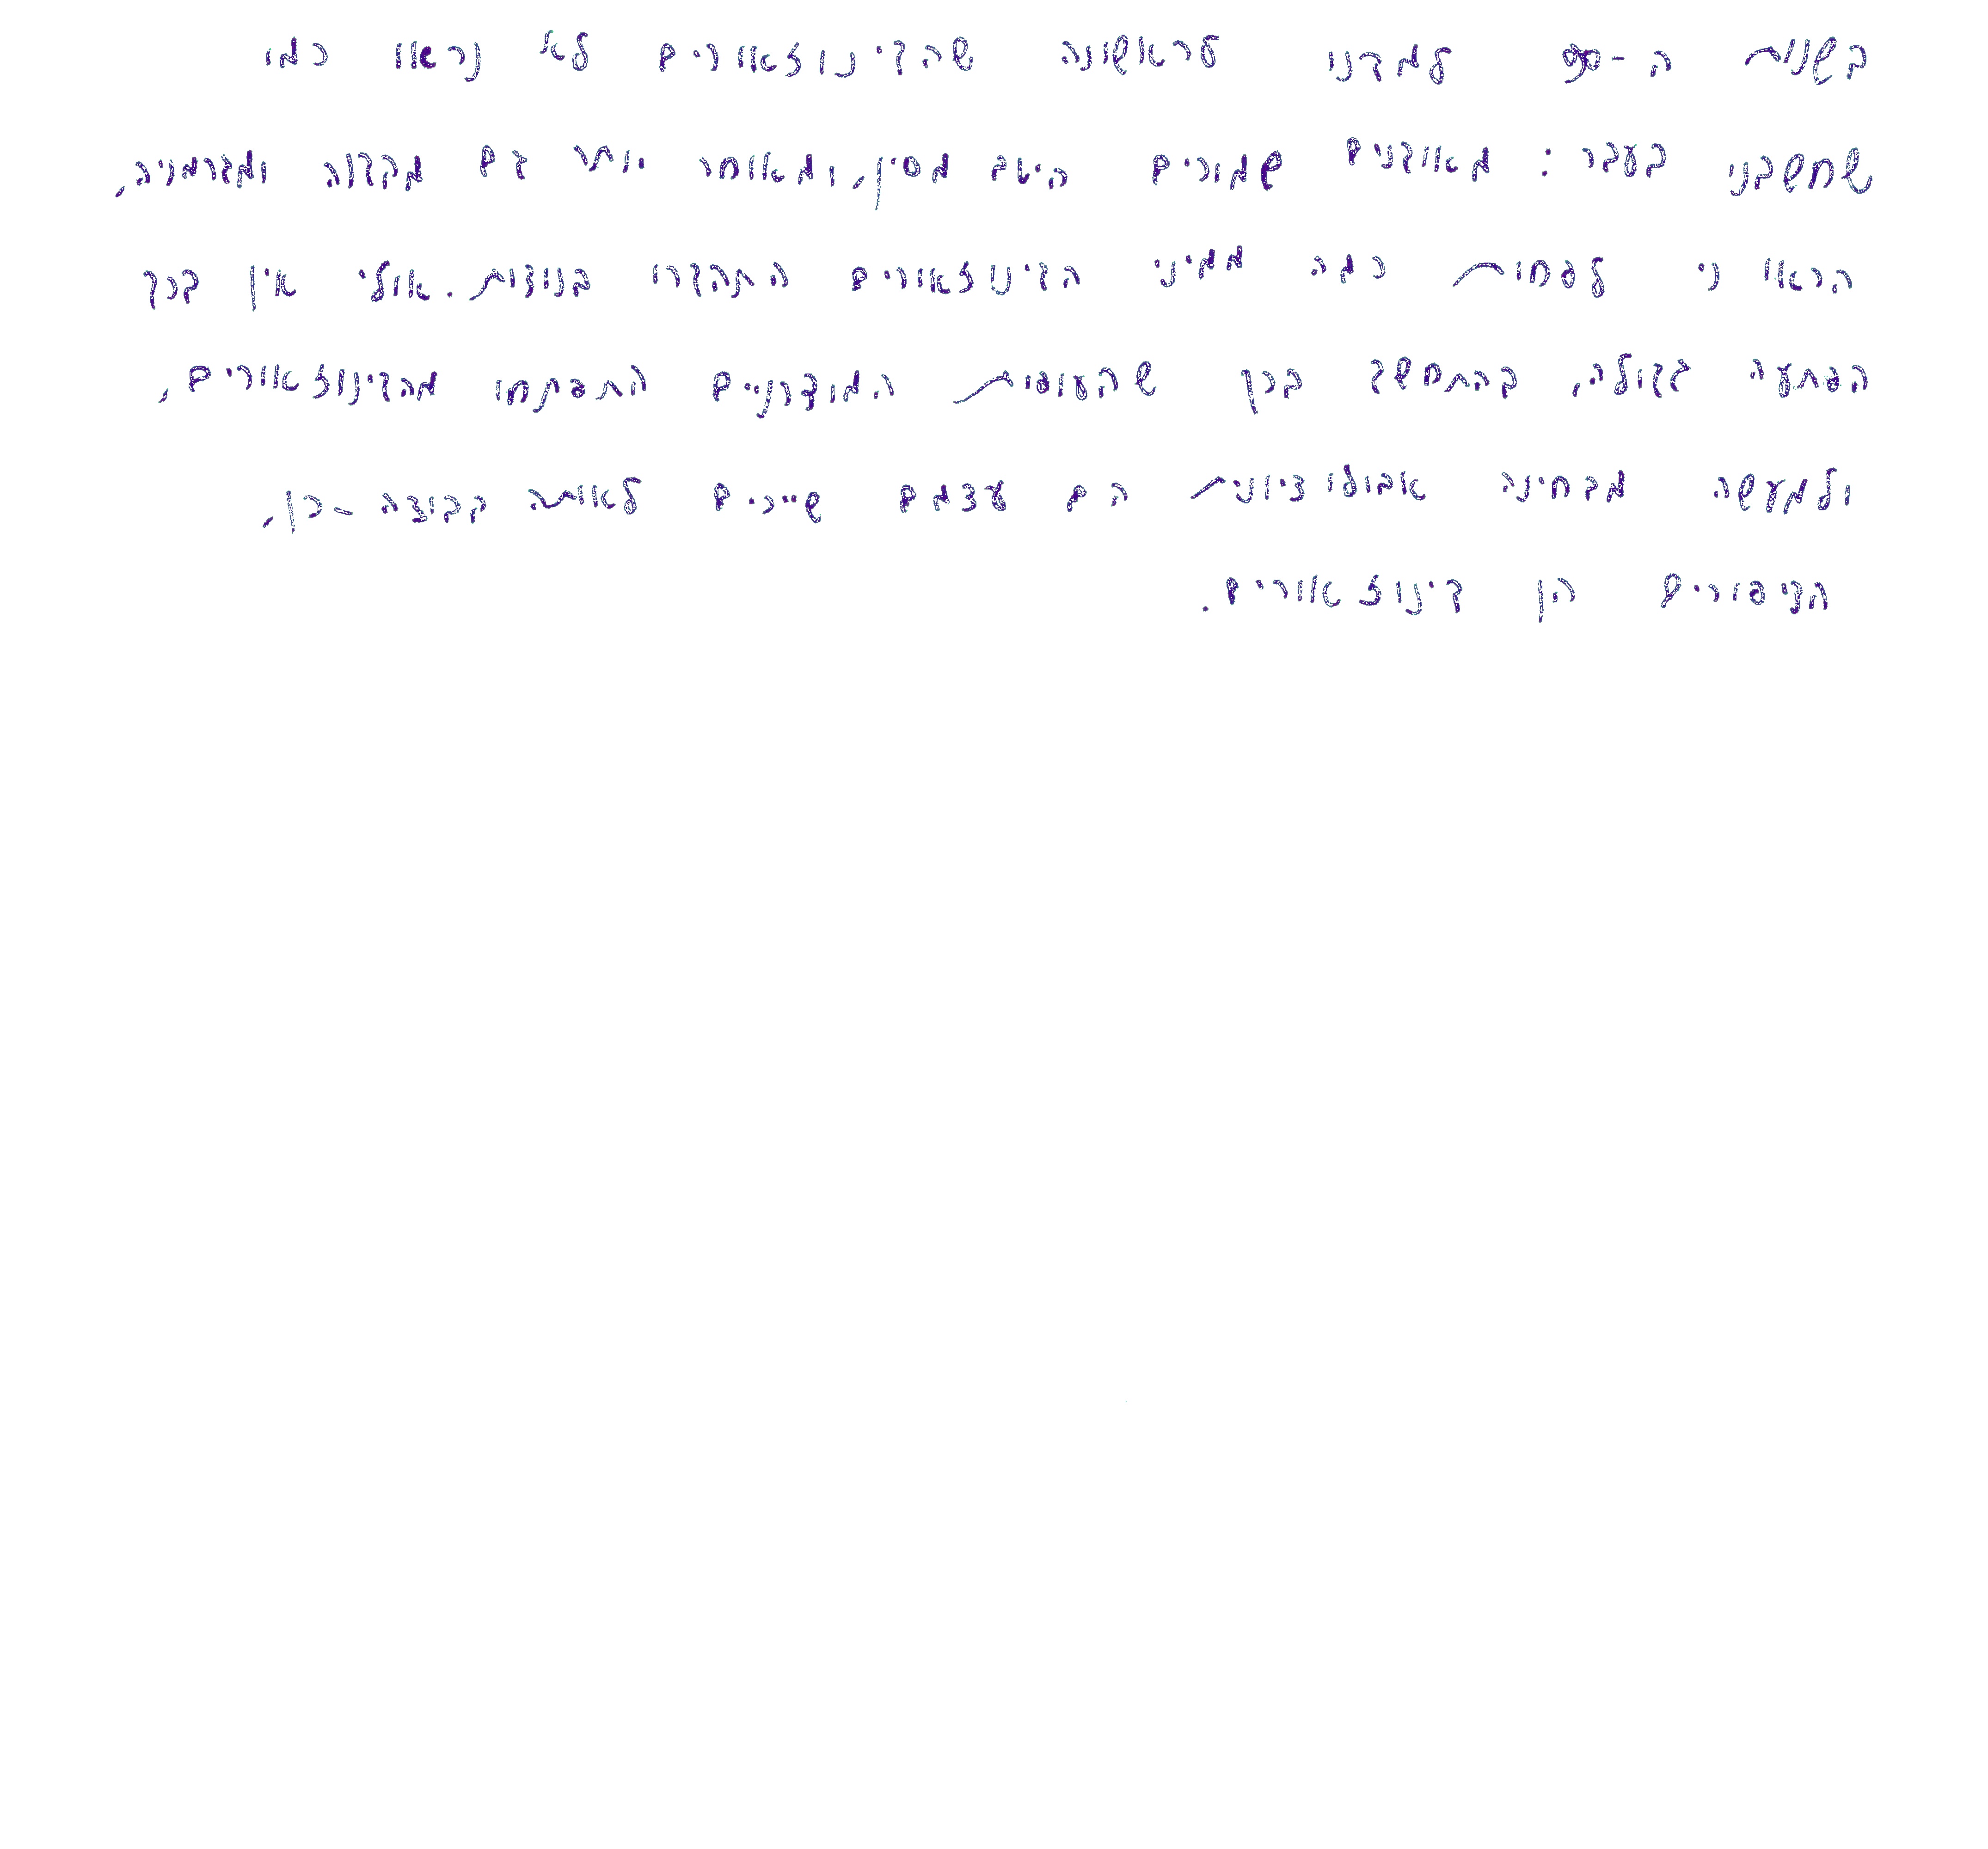 בשנות ה-90 למדנו לראשונה שהדינוזאורים לא נראו כמו
שחשבנו בעבר: מאובנים שמורים היטב מסין, ומאוחר יותר גם מקנדה ומגרמניה,
הראו כי לפחות כמה ממיני הדינוזאורים התהדרו בנוצות. אולי אין בכך
הפתעה גדולה, בהתחשב בכך שהעופות המודרניים התפתחו מהדינוזאורים,
ולמעשה מבחינה אבולוציונית הם עצמם שייכים לאותה קבוצה - כן,
הציפורים הן דינוזאורים.